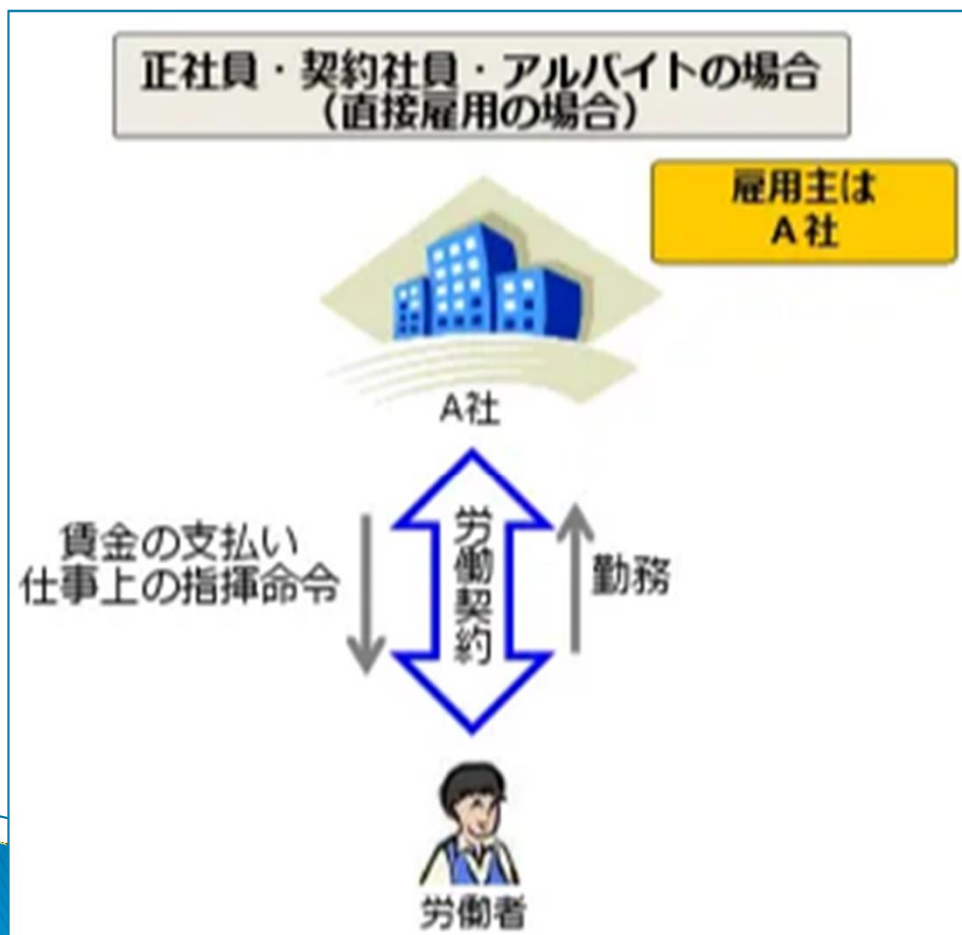 正社員・契約社員・アルバイトの場合
（直接雇用の場合）
雇用主は
A社
A社
賃金の支払い
仕事上の指揮命令
労働契約
勤務
労働者